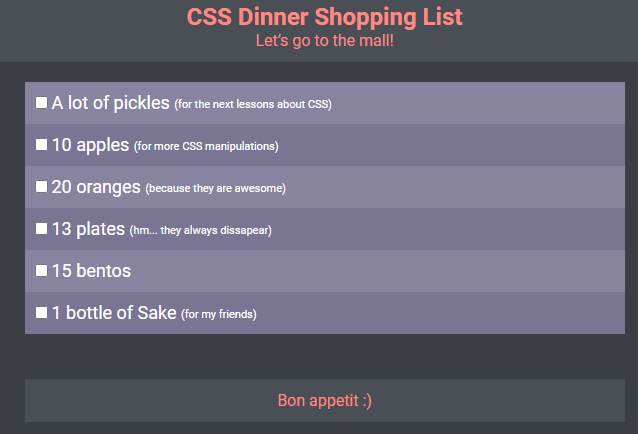 CSS Dinner Shopping List
Let's go to the mall!
A lot of pickles (for the next lessons about CSS)
10 apples (for more CSS manipulations)
20 oranges (because they are awesome)
13 plates (hm... they always dissapear)
15 bentos
1 bottle of Sake (for my friends)
Bon appetit :)